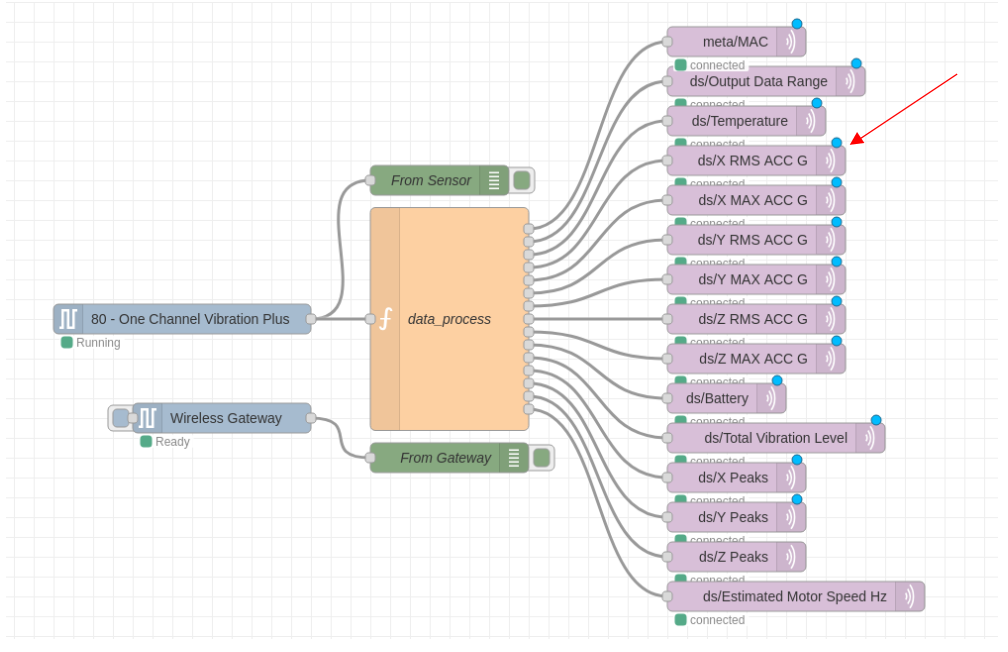 meta/MAC
connected
ds/Output Data Range
connected
ds/Temperature
connected
ds/X RMS ACC G
connected
ds/X MAX ACC G
connected
ds/Y RMS ACC G
connected
ds/Y MAX ACC G
connected
ds/Z RMS ACC G
connected
ds/Z MAX ACC G
connected
ds/Battery
connected
ds/Total Vibration Level
connected
ds/X Peaks
connected
ds/Y Peaks
connected
ds/Z Peaks
connected
ds/Estimated Motor Speed Hz
connected
From Sensor
data_process
80 - One Channel Vibration Plus
Running
Wireless Gateway
Ready
From Gateway